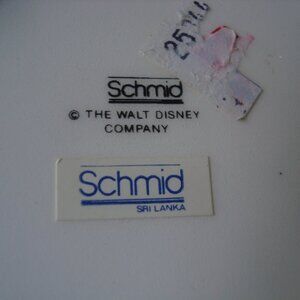 Schmid
© THE WALT DISNEY
COMPANY
Schmid
SRI LANKA